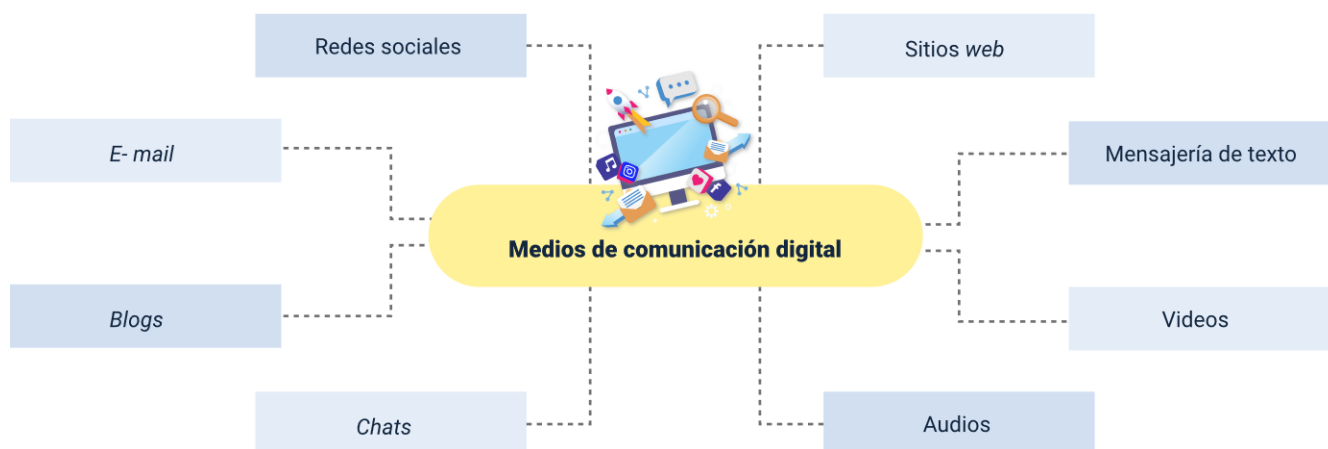 Redes sociales
Sitios web
E- mail
Mensajería de texto
Medios de comunicación digital
Blogs
Videos
Chats
Audios